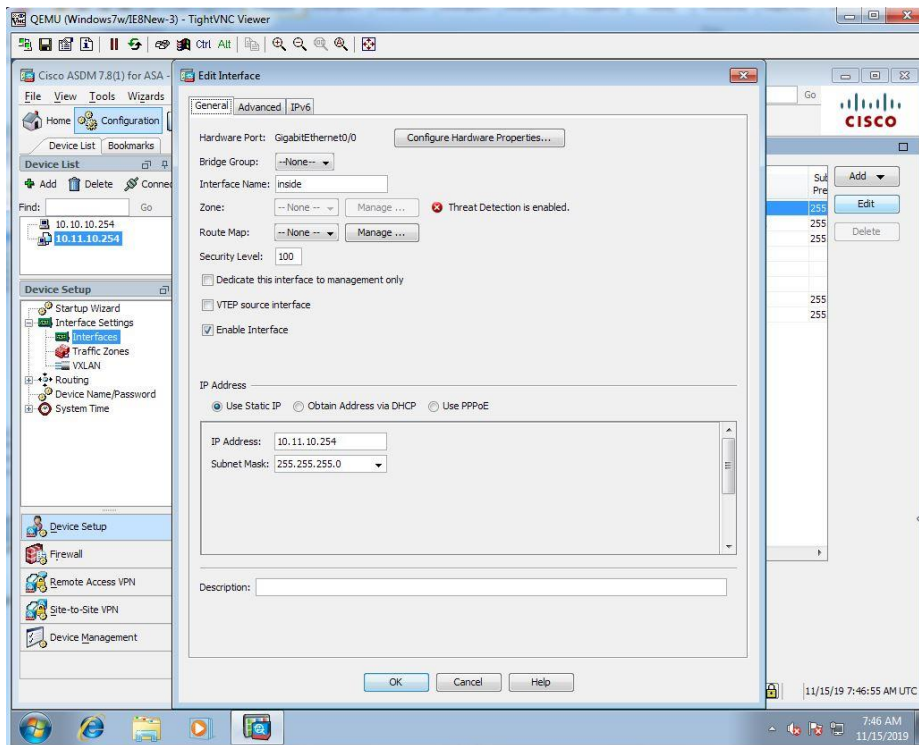 QEMU (Windows7w/IE8New-3) - TightVNC Viewer
Ctrl Alt
Cisco ASDM 7.8(1) for ASA -
File View Tools Wizards
Go
Home Configuration
CISCO
Device List Bookmarks
Device List
Add Delete Connec
Find: Go
10.10.10.254
10.11.10.254
Device Setup
Startup Wizard
Interface Settings
Interfaces
Traffic Zones
VXLAN
Routing
Device Name/Password
System Time
Device Setup
Firewall
Remote Access VPN
Site-to-Site VPN
Device Management
Edit Interface
General Advanced IPv6
Hardware Port: GigabitEthernet0/0 Configure Hardware Properties...
Bridge Group: --None--
Interface Name: inside
Zone: -- None -- Manage ... Threat Detection is enabled.
Route Map: -- None -- Manage ...
Security Level: 100
Dedicate this interface to management only
VTEP source interface
Enable Interface
IP Address
Use Static IP Obtain Address via DHCP Use PPPoE
IP Address: 10.11.10.254
Subnet Mask: 255.255.255.0
Description:
OK Cancel Help
Sul
Pre
255
255
255
255
255
Add
Edit
Delete
11/15/19 7:46:55 AM UTC
7:46 AM
11/15/2019